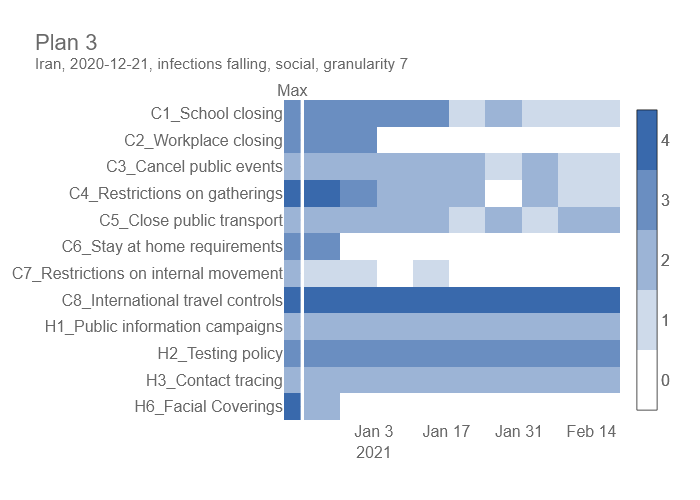 Plan 3
Iran, 2020-12-21, infections falling, social, granularity 7
Max
C1_School closing
C2_Workplace closing
C3_Cancel public events
C4_Restrictions on gatherings
C5_Close public transport
C6_Stay at home requirements
C7_Restrictions on internal movement
C8_International travel controls
H1_Public information campaigns
H2_Testing policy
H3_Contact tracing
H6_Facial Coverings
4
3
2
1
0
Jan 3 Jan 17 Jan 31 Feb 14
2021